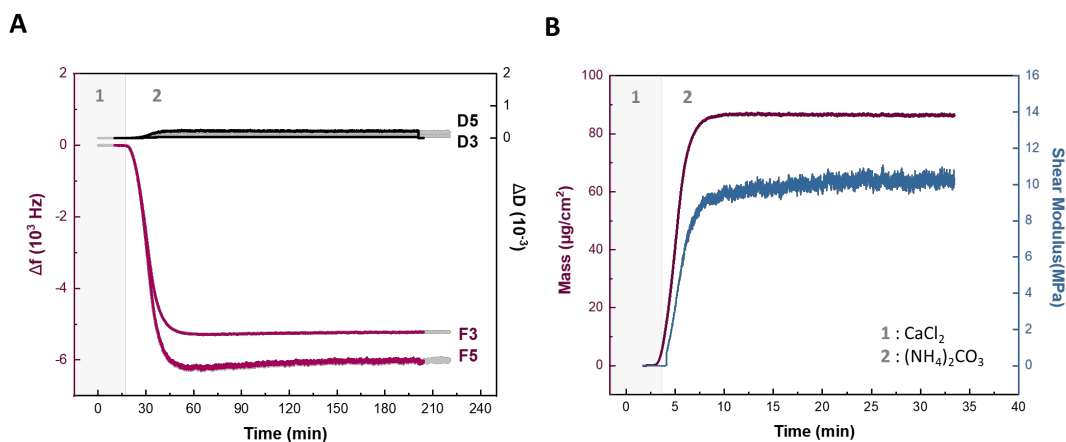 A
1
2
D5
D3
F3
F5
2
0
-2
-4
-6
Δf (10³ Hz)
2
1
0
ΔD (10⁻³)
0 30 60 90 120 150 180 210 240
Time (min)
B
1
2
100
80
60
40
20
0
Mass (µg/cm²)
16
14
12
10
8
6
4
2
0
Shear Modulus(MPa)
1 : CaCl₂
2 : (NH₄)₂CO₃
0 5 10 15 20 25 30 35 40
Time (min)